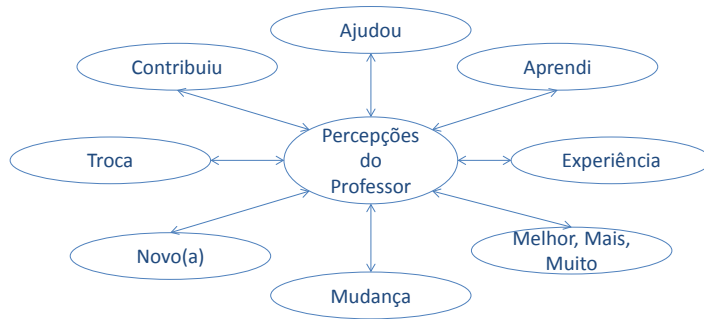 Ajudou
Contribuiu
Aprendi
Percepções
do
Professor
Troca
Experiência
Novo(a)
Melhor, Mais,
Muito
Mudança